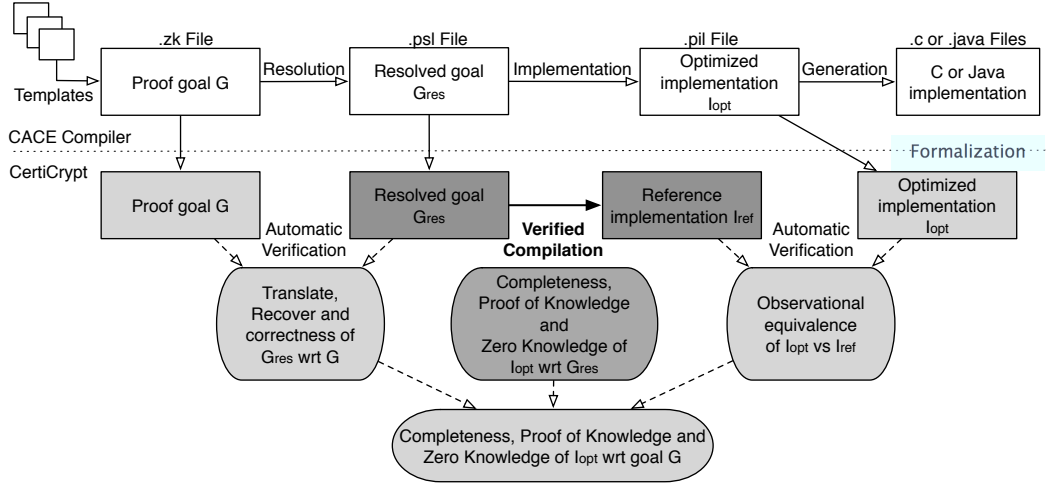 .zk File
.psl File
.pil File
.c or .java Files
Templates
Proof goal G
Resolution
Resolved goal
Gres
Implementation
Optimized
implementation
Iopt
Generation
C or Java
implementation
CACE Compiler
Formalization
CertiCrypt
Proof goal G
Resolved goal
Gres
Verified
Compilation
Reference
implementation Iref
Optimized
implementation
Iopt
Automatic
Verification
Automatic
Verification
Translate,
Recover and
correctness of
Gres wrt G
Completeness,
Proof of Knowledge
and
Zero Knowledge of
Iopt wrt Gres
Observational
equivalence
of Iopt vs Iref
Completeness, Proof of Knowledge and
Zero Knowledge of Iopt wrt goal G